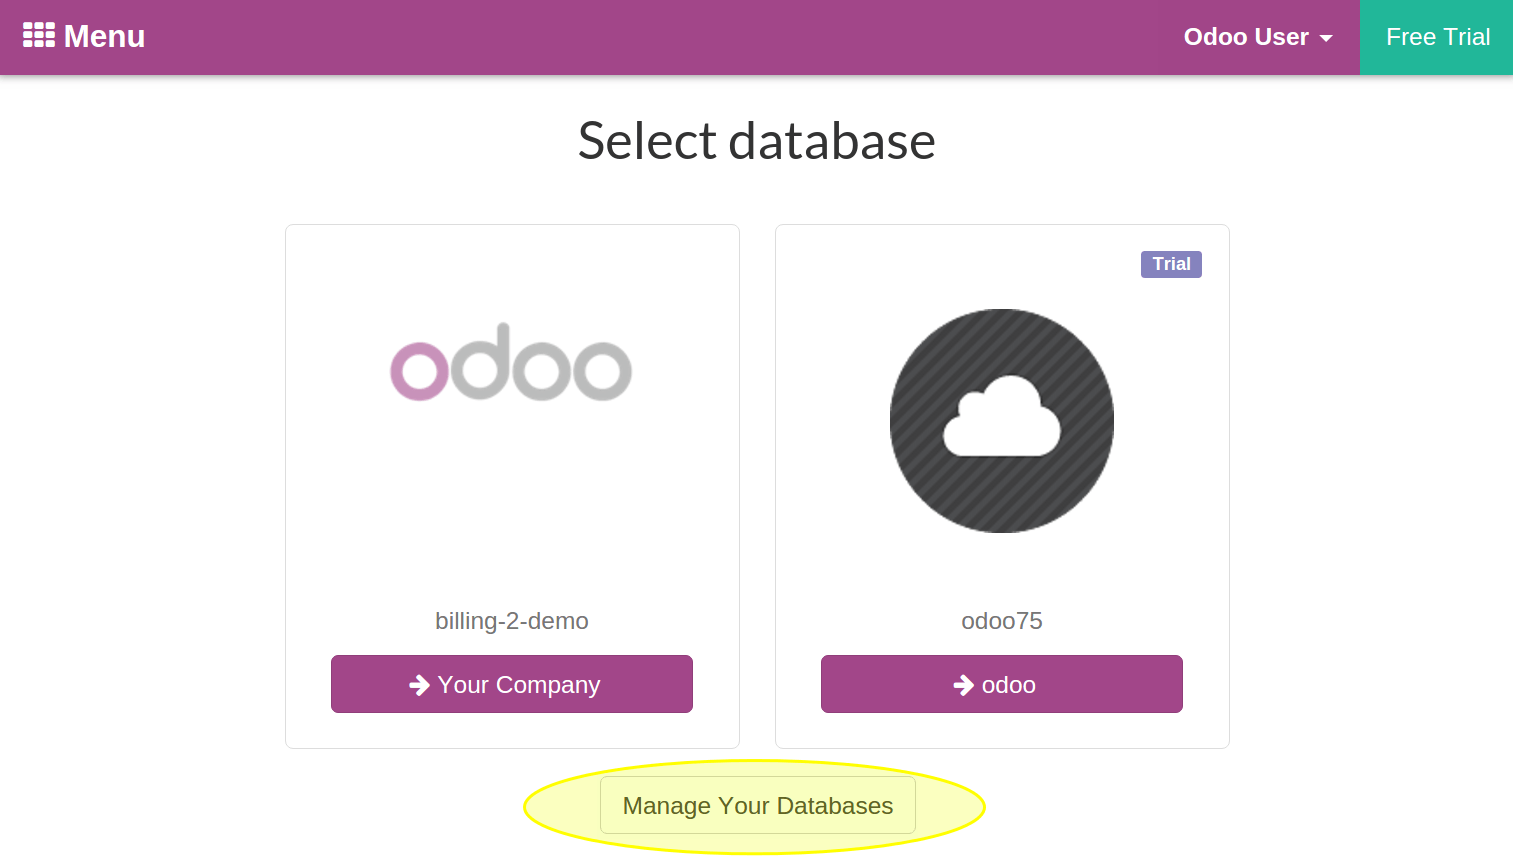 Menu
Odoo User
Free Trial
Select database
odoo
Trial
billing-2-demo
odoo75
Your Company
odoo
Manage Your Databases